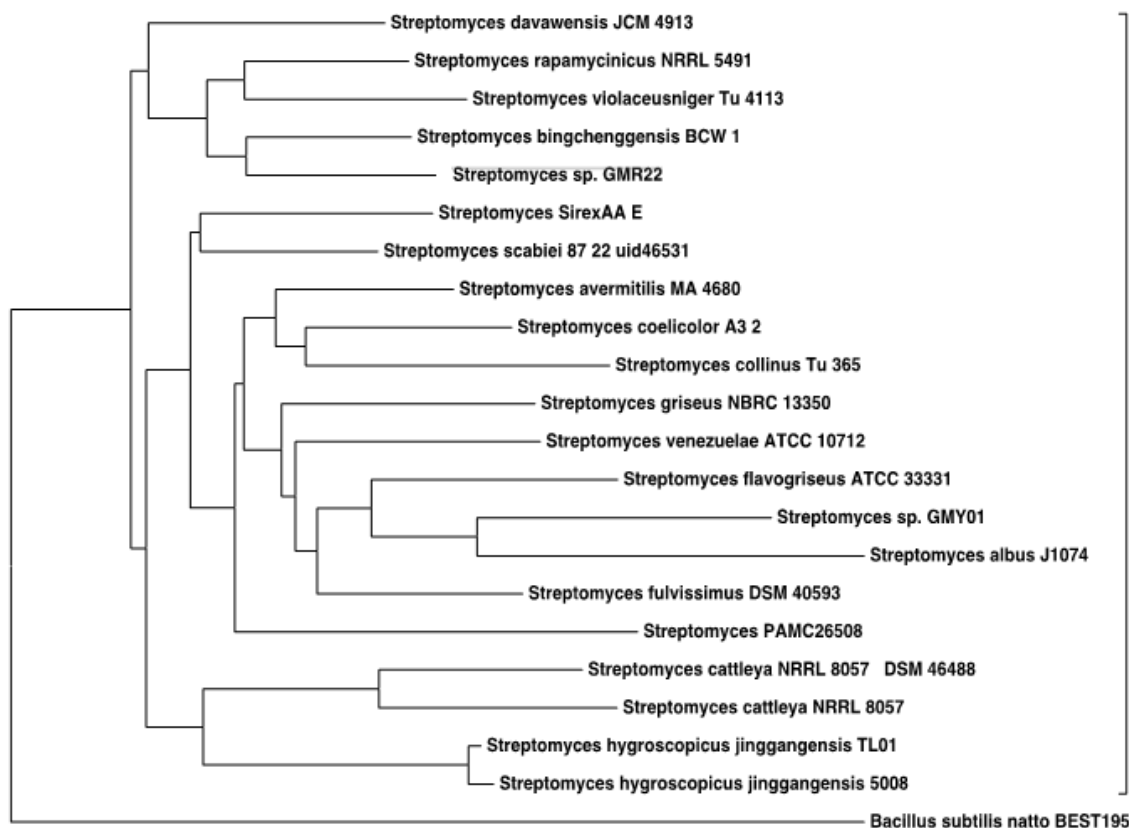 Streptomyces davawensis JCM 4913
Streptomyces rapamycinicus NRRL 5491
Streptomyces violaceusniger Tu 4113
Streptomyces bingchenggensis BCW 1
Streptomyces sp. GMR22
Streptomyces SirexAA E
Streptomyces scabiei 87 22 uid46531
Streptomyces avermitilis MA 4680
Streptomyces coelicolor A3 2
Streptomyces collinus Tu 365
Streptomyces griseus NBRC 13350
Streptomyces venezuelae ATCC 10712
Streptomyces flavogriseus ATCC 33331
Streptomyces sp. GMY01
Streptomyces albus J1074
Streptomyces fulvissimus DSM 40593
Streptomyces PAMC26508
Streptomyces cattleya NRRL 8057 DSM 46488
Streptomyces cattleya NRRL 8057
Streptomyces hygroscopicus jinggangensis TL01
Streptomyces hygroscopicus jinggangensis 5008
Bacillus subtilis natto BEST195